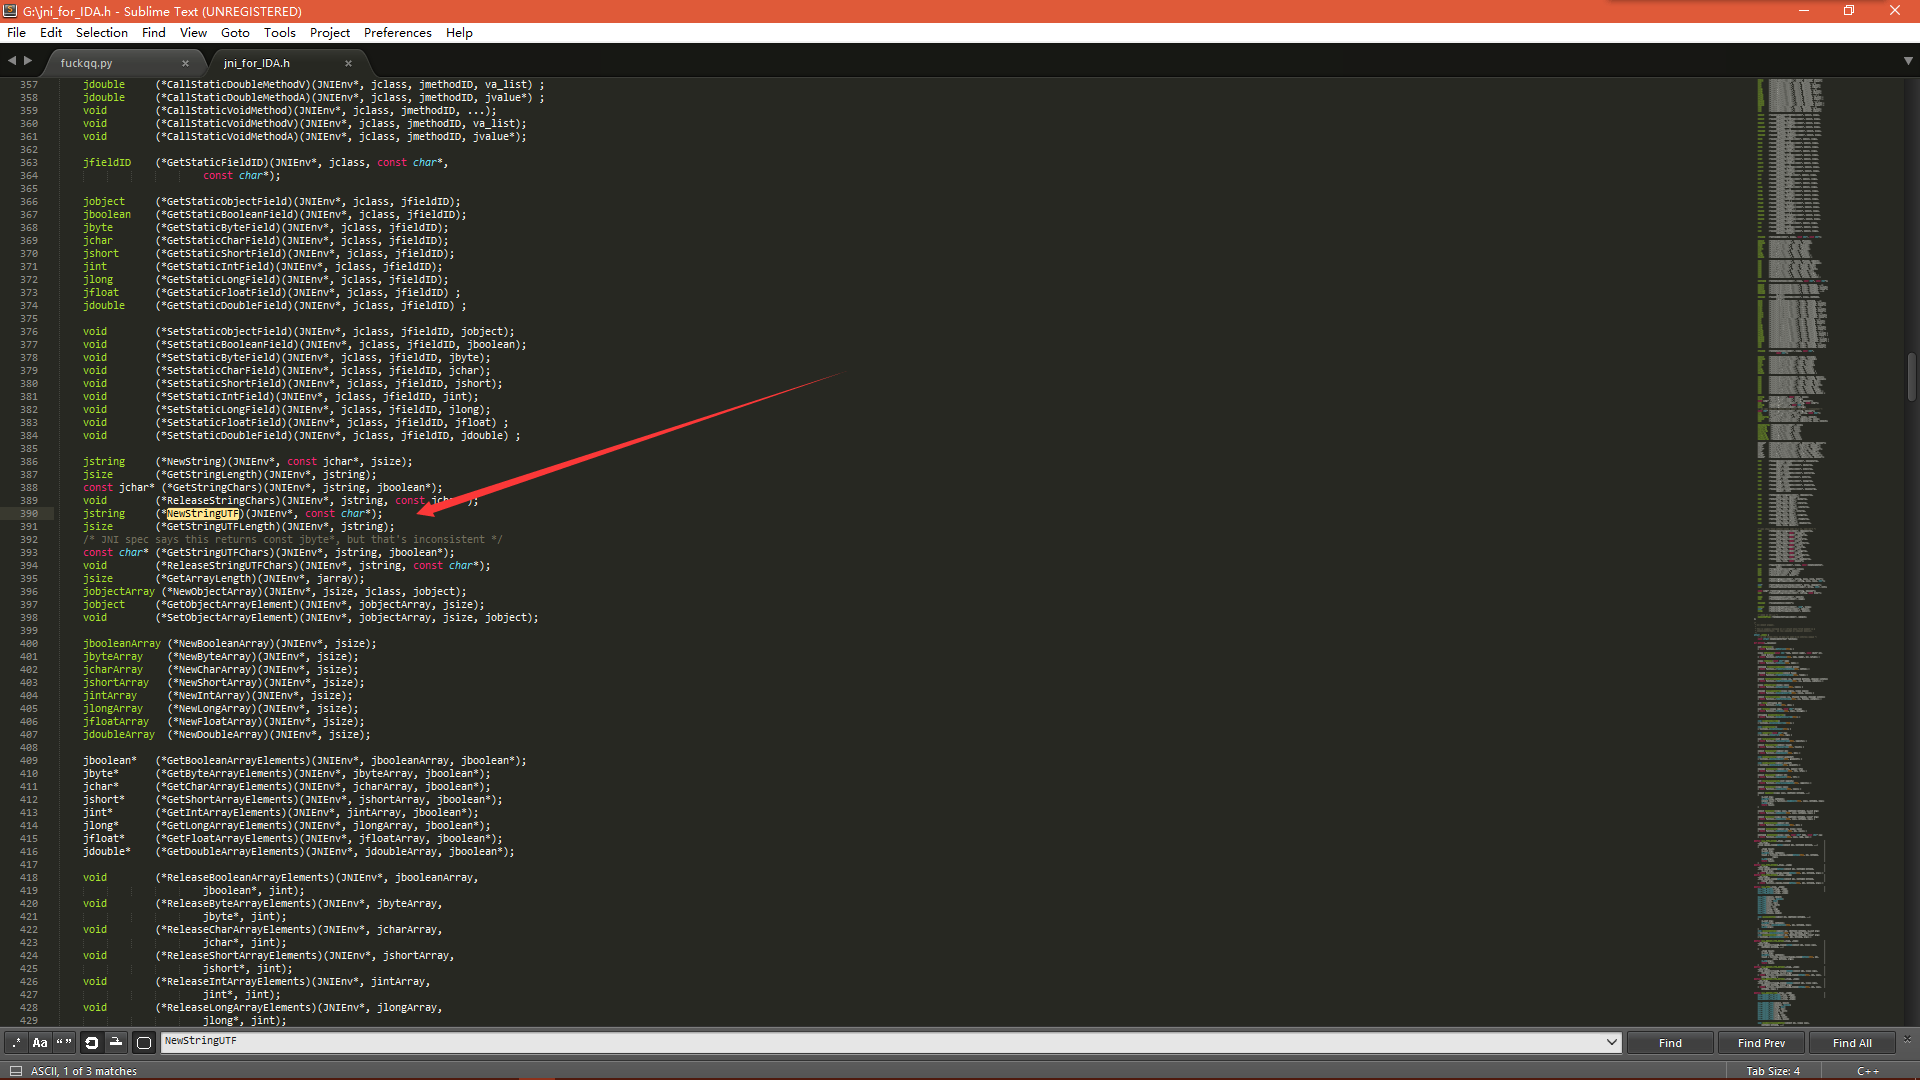 G:\jni_for_IDA.h - Sublime Text (UNREGISTERED)
File Edit Selection Find View Goto Tools Project Preferences Help
fuckqq.py × jni_for_IDA.h ×
357 jdouble (*CallStaticDoubleMethodV)(JNIEnv*, jclass, jmethodID, va_list) ;
358 jdouble (*CallStaticDoubleMethodA)(JNIEnv*, jclass, jmethodID, jvalue*) ;
359 void (*CallStaticVoidMethod)(JNIEnv*, jclass, jmethodID, ...);
360 void (*CallStaticVoidMethodV)(JNIEnv*, jclass, jmethodID, va_list);
361 void (*CallStaticVoidMethodA)(JNIEnv*, jclass, jmethodID, jvalue*);
362
363 jfieldID (*GetStaticFieldID)(JNIEnv*, jclass, const char*,
364 const char*);
365
366 jobject (*GetStaticObjectField)(JNIEnv*, jclass, jfieldID);
367 jboolean (*GetStaticBooleanField)(JNIEnv*, jclass, jfieldID);
368 jbyte (*GetStaticByteField)(JNIEnv*, jclass, jfieldID);
369 jchar (*GetStaticCharField)(JNIEnv*, jclass, jfieldID);
370 jshort (*GetStaticShortField)(JNIEnv*, jclass, jfieldID);
371 jint (*GetStaticIntField)(JNIEnv*, jclass, jfieldID);
372 jlong (*GetStaticLongField)(JNIEnv*, jclass, jfieldID);
373 jfloat (*GetStaticFloatField)(JNIEnv*, jclass, jfieldID) ;
374 jdouble (*GetStaticDoubleField)(JNIEnv*, jclass, jfieldID) ;
375
376 void (*SetStaticObjectField)(JNIEnv*, jclass, jfieldID, jobject);
377 void (*SetStaticBooleanField)(JNIEnv*, jclass, jfieldID, jboolean);
378 void (*SetStaticByteField)(JNIEnv*, jclass, jfieldID, jbyte);
379 void (*SetStaticCharField)(JNIEnv*, jclass, jfieldID, jchar);
380 void (*SetStaticShortField)(JNIEnv*, jclass, jfieldID, jshort);
381 void (*SetStaticIntField)(JNIEnv*, jclass, jfieldID, jint);
382 void (*SetStaticLongField)(JNIEnv*, jclass, jfieldID, jlong);
383 void (*SetStaticFloatField)(JNIEnv*, jclass, jfieldID, jfloat) ;
384 void (*SetStaticDoubleField)(JNIEnv*, jclass, jfieldID, jdouble) ;
385
386 jstring (*NewString)(JNIEnv*, const jchar*, jsize);
387 jsize (*GetStringLength)(JNIEnv*, jstring);
388 const jchar* (*GetStringChars)(JNIEnv*, jstring, jboolean*);
389 void (*ReleaseStringChars)(JNIEnv*, jstring, const );
390 jstring (*NewStringUTF)(JNIEnv*, const char*);
391 jsize (*GetStringUTFLength)(JNIEnv*, jstring);
392 /* JNI spec says this returns const jbyte*, but that's inconsistent */
393 const char* (*GetStringUTFChars)(JNIEnv*, jstring, jboolean*);
394 void (*ReleaseStringUTFChars)(JNIEnv*, jstring, const char*);
395 jsize (*GetArrayLength)(JNIEnv*, jarray);
396 jobjectArray (*NewObjectArray)(JNIEnv*, jsize, jclass, jobject);
397 jobject (*GetObjectArrayElement)(JNIEnv*, jobjectArray, jsize);
398 void (*SetObjectArrayElement)(JNIEnv*, jobjectArray, jsize, jobject);
399
400 jbooleanArray (*NewBooleanArray)(JNIEnv*, jsize);
401 jbyteArray (*NewByteArray)(JNIEnv*, jsize);
402 jcharArray (*NewCharArray)(JNIEnv*, jsize);
403 jshortArray (*NewShortArray)(JNIEnv*, jsize);
404 jintArray (*NewIntArray)(JNIEnv*, jsize);
405 jlongArray (*NewLongArray)(JNIEnv*, jsize);
406 jfloatArray (*NewFloatArray)(JNIEnv*, jsize);
407 jdoubleArray (*NewDoubleArray)(JNIEnv*, jsize);
408
409 jboolean* (*GetBooleanArrayElements)(JNIEnv*, jbooleanArray, jboolean*);
410 jbyte* (*GetByteArrayElements)(JNIEnv*, jbyteArray, jboolean*);
411 jchar* (*GetCharArrayElements)(JNIEnv*, jcharArray, jboolean*);
412 jshort* (*GetShortArrayElements)(JNIEnv*, jshortArray, jboolean*);
413 jint* (*GetIntArrayElements)(JNIEnv*, jintArray, jboolean*);
414 jlong* (*GetLongArrayElements)(JNIEnv*, jlongArray, jboolean*);
415 jfloat* (*GetFloatArrayElements)(JNIEnv*, jfloatArray, jboolean*);
416 jdouble* (*GetDoubleArrayElements)(JNIEnv*, jdoubleArray, jboolean*);
417
418 void (*ReleaseBooleanArrayElements)(JNIEnv*, jbooleanArray,
419 jboolean*, jint);
420 void (*ReleaseByteArrayElements)(JNIEnv*, jbyteArray,
421 jbyte*, jint);
422 void (*ReleaseCharArrayElements)(JNIEnv*, jcharArray,
423 jchar*, jint);
424 void (*ReleaseShortArrayElements)(JNIEnv*, jshortArray,
425 jshort*, jint);
426 void (*ReleaseIntArrayElements)(JNIEnv*, jintArray,
427 jint*, jint);
428 void (*ReleaseLongArrayElements)(JNIEnv*, jlongArray,
429 jlong*, jint);
.* Aa “” NewStringUTF Find Find Prev Find All ×
ASCII, 1 of 3 matches Tab Size: 4 C++